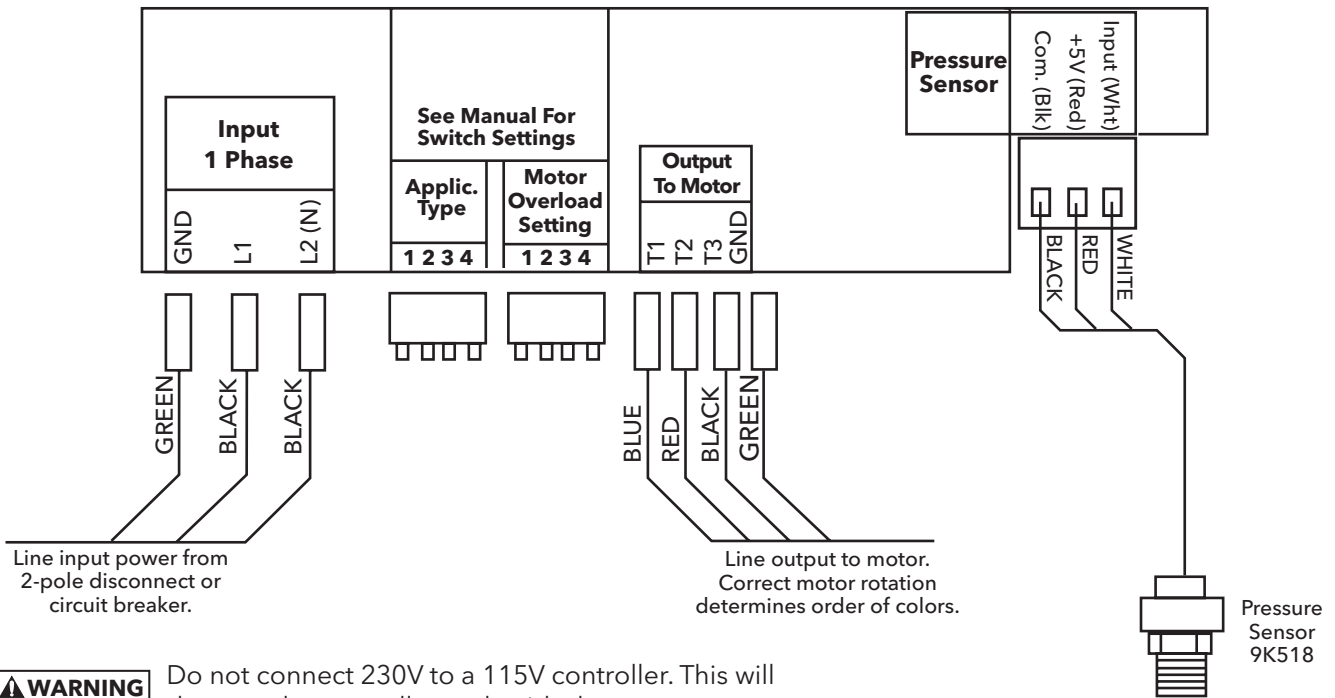 Input
1 Phase
GND
L1
L2 (N)
See Manual For
Switch Settings
Applic.
Type
1 2 3 4
Motor
Overload
Setting
1 2 3 4
Output
To Motor
T1
T2
T3
GND
Pressure
Sensor
Com. (Blk)
+5V (Red)
Input (Wht)
BLACK
RED
WHITE
GREEN
BLACK
BLACK
BLUE
RED
BLACK
GREEN
Line input power from
2-pole disconnect or
circuit breaker.
Line output to motor.
Correct motor rotation
determines order of colors.
Pressure
Sensor
9K518
WARNING
Do not connect 230V to a 115V controller. This will